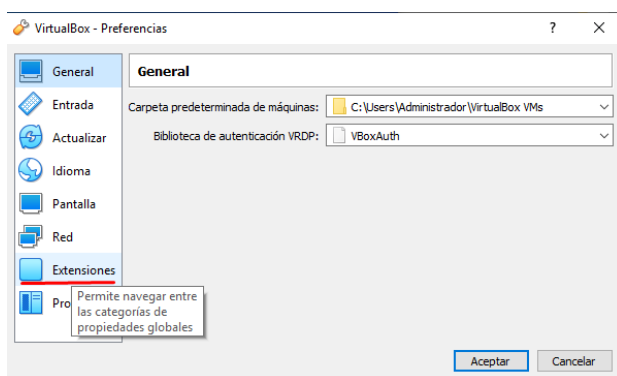 VirtualBox - Preferencias
?
General
General
Entrada
Carpeta predeterminada de máquinas:
C:\Users\Administrador\VirtualBox VMs
Actualizar
Biblioteca de autenticación VRDP:
VBoxAuth
Idioma
Pantalla
Red
Extensiones
Pro
Permite navegar entre
las categorías de
propiedades globales
Aceptar
Cancelar